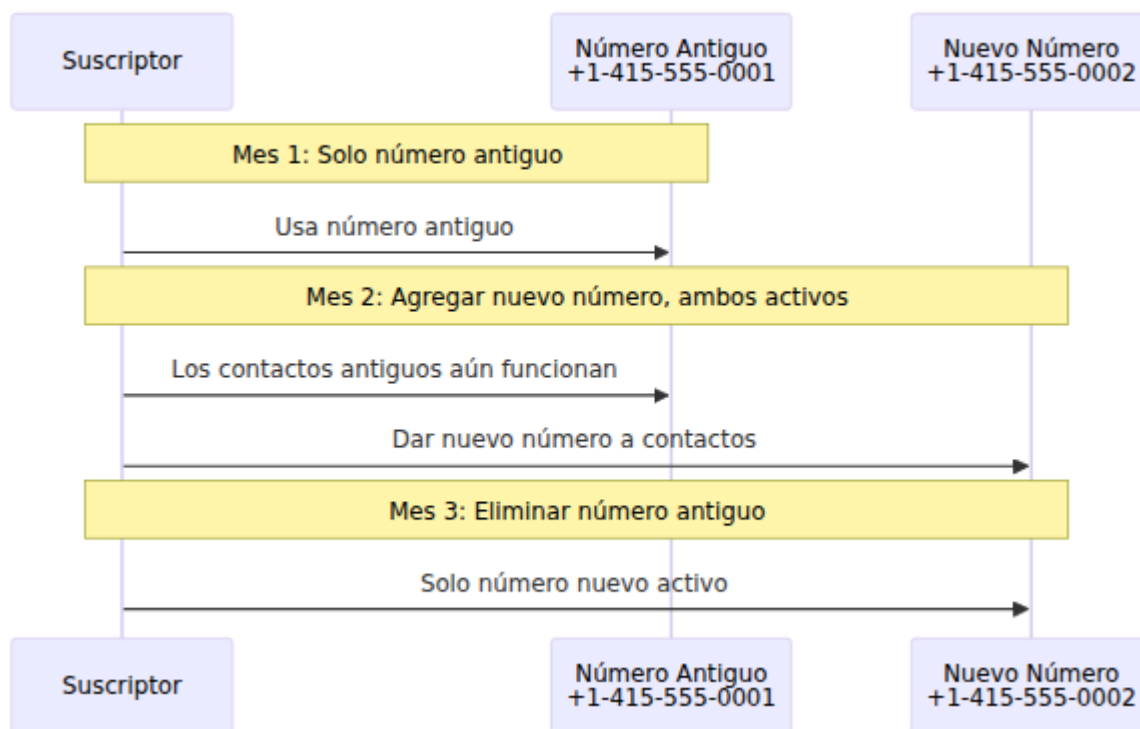 Suscriptor
Número Antiguo
+1-415-555-0001
Nuevo Número
+1-415-555-0002
Mes 1: Solo número antiguo
Usa número antiguo
Mes 2: Agregar nuevo número, ambos activos
Los contactos antiguos aún funcionan
Dar nuevo número a contactos
Mes 3: Eliminar número antiguo
Solo número nuevo activo
Suscriptor
Número Antiguo
+1-415-555-0001
Nuevo Número
+1-415-555-0002